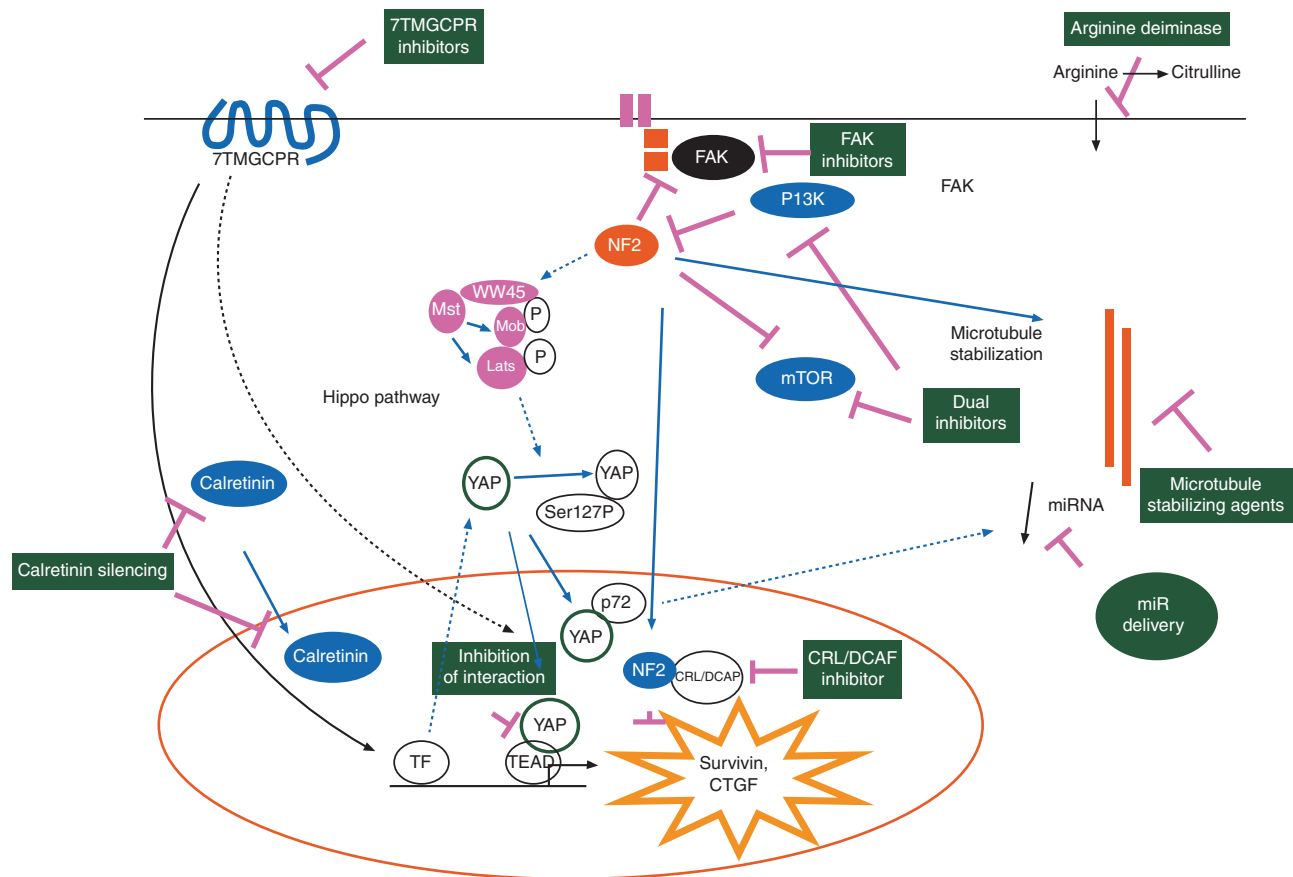 7TMGCPR
inhibitors
Arginine deiminase
Arginine
Citrulline
7TMGCPR
FAK
FAK
inhibitors
FAK
P13K
NF2
WW45
Mst
P
Mob
P
Lats
Microtubule
stabilization
mTOR
Hippo pathway
Dual
inhibitors
Calretinin
YAP
YAP
Ser127P
miRNA
Microtubule
stabilizing agents
Calretinin silencing
p72
YAP
miR
delivery
Calretinin
Inhibition
of interaction
NF2
CRL/DCAP
CRL/DCAF
inhibitor
YAP
TF
TEAD
Survivin,
CTGF